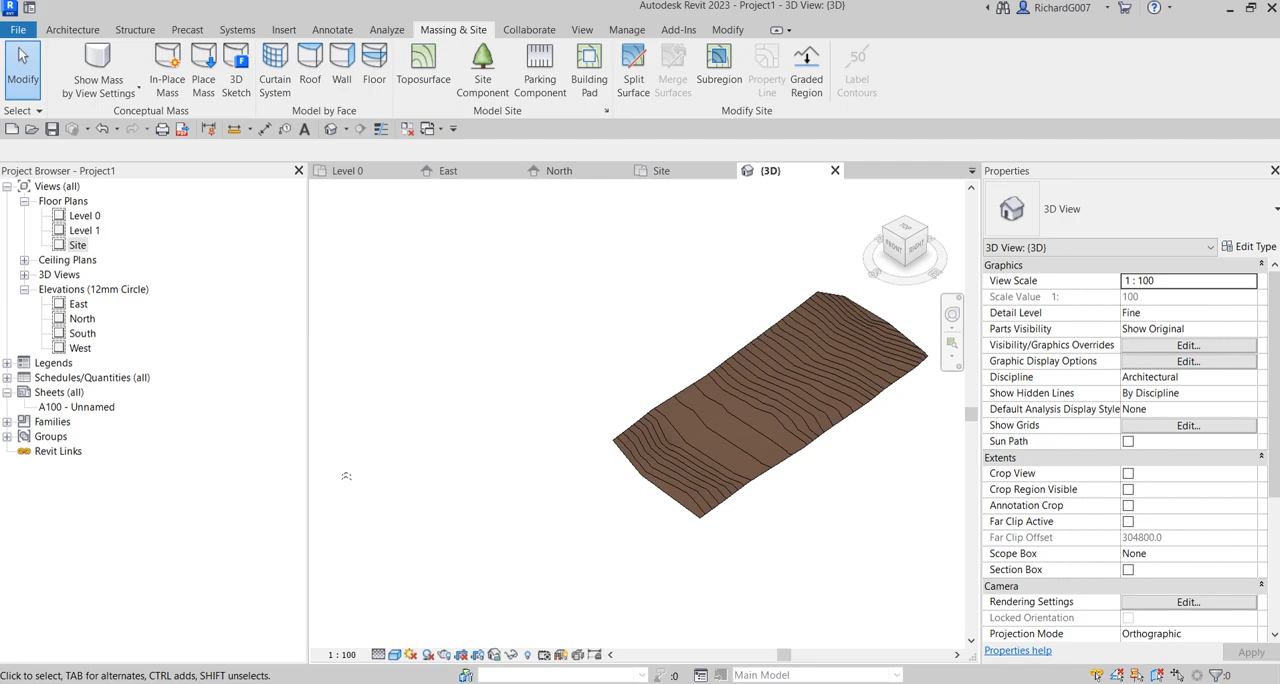 R
Autodesk Revit 2023 - Project1 - 3D View: {3D}
RichardG007
File Architecture Structure Precast Systems Insert Annotate Analyze Massing & Site Collaborate View Manage Add-Ins Modify
Modify
Show Mass
by View Settings
In-Place
Mass
Place
Mass
3D
Sketch
Curtain
System
Roof
Wall
Floor
Toposurface
Site
Component
Parking
Component
Building
Pad
Split
Surface
Merge
Surfaces
Subregion
Property
Line
Graded
Region
Label
Contours
Select Conceptual Mass Model by Face Model Site Modify Site
Project Browser - Project1
Level 0 East North Site {3D}
Views (all)
Floor Plans
Level 0
Level 1
Site
Ceiling Plans
3D Views
Elevations (12mm Circle)
East
North
South
West
Legends
Schedules/Quantities (all)
Sheets (all)
A100 - Unnamed
Families
Groups
Revit Links
TOP
FRONT
RIGHT
Properties
3D View
3D View: {3D} Edit Type
Graphics
View Scale 1 : 100
Scale Value 1: 100
Detail Level Fine
Parts Visibility Show Original
Visibility/Graphics Overrides Edit...
Graphic Display Options Edit...
Discipline Architectural
Show Hidden Lines By Discipline
Default Analysis Display Style None
Show Grids Edit...
Sun Path
Extents
Crop View
Crop Region Visible
Annotation Crop
Far Clip Active
Far Clip Offset 304800.0
Scope Box None
Section Box
Camera
Rendering Settings Edit...
Locked Orientation
Projection Mode Orthographic
Properties help Apply
1 : 100
Click to select, TAB for alternates, CTRL adds, SHIFT unselects.
:0
Main Model
:0